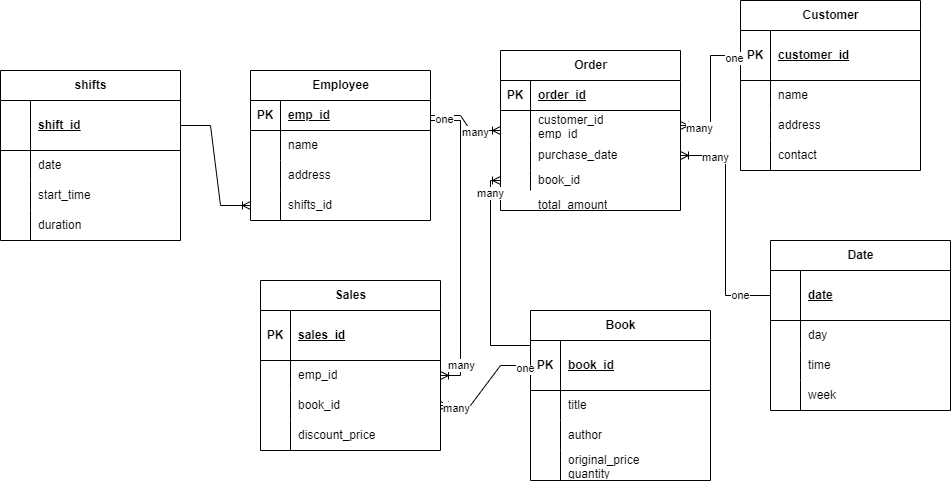 Customer
PK customer_id
name
address
contact
shifts
shift_id
date
start_time
duration
Employee
PK emp_id
name
address
shifts_id
Order
PK order_id
customer_id
emp_id
purchase_date
book_id
total_amount
one
many
many
one
many
many
one
Date
date
day
time
week
Sales
PK sales_id
emp_id
book_id
discount_price
many
many
one
Book
PK book_id
title
author
original_price
quantity